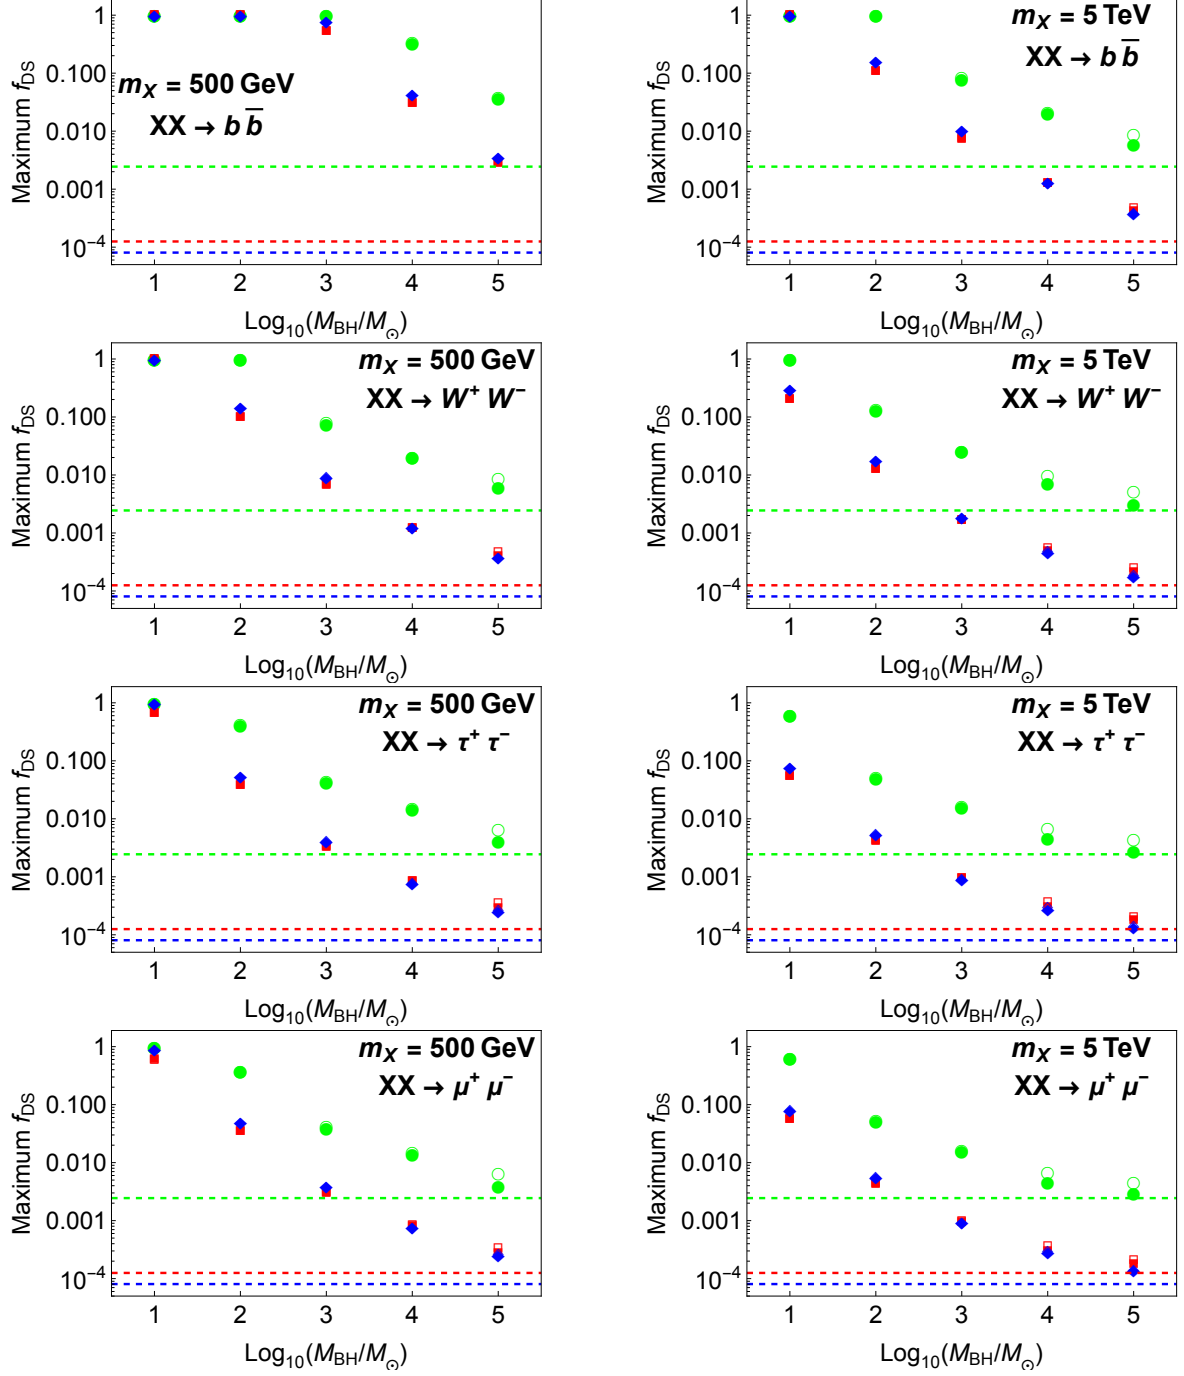 Maximum f_DS
1
0.100
0.010
0.001
10^−4
m_X = 500 GeV
XX → b b̅
1 2 3 4 5
Log₁₀(M_BH/M_⊙)
Maximum f_DS
1
0.100
0.010
0.001
10^−4
m_X = 5 TeV
XX → b b̅
1 2 3 4 5
Log₁₀(M_BH/M_⊙)
Maximum f_DS
1
0.100
0.010
0.001
10^−4
m_X = 500 GeV
XX → W⁺ W⁻
1 2 3 4 5
Log₁₀(M_BH/M_⊙)
Maximum f_DS
1
0.100
0.010
0.001
10^−4
m_X = 5 TeV
XX → W⁺ W⁻
1 2 3 4 5
Log₁₀(M_BH/M_⊙)
Maximum f_DS
1
0.100
0.010
0.001
10^−4
m_X = 500 GeV
XX → τ⁺ τ⁻
1 2 3 4 5
Log₁₀(M_BH/M_⊙)
Maximum f_DS
1
0.100
0.010
0.001
10^−4
m_X = 5 TeV
XX → τ⁺ τ⁻
1 2 3 4 5
Log₁₀(M_BH/M_⊙)
Maximum f_DS
1
0.100
0.010
0.001
10^−4
m_X = 500 GeV
XX → μ⁺ μ⁻
1 2 3 4 5
Log₁₀(M_BH/M_⊙)
Maximum f_DS
1
0.100
0.010
0.001
10^−4
m_X = 5 TeV
XX → μ⁺ μ⁻
1 2 3 4 5
Log₁₀(M_BH/M_⊙)